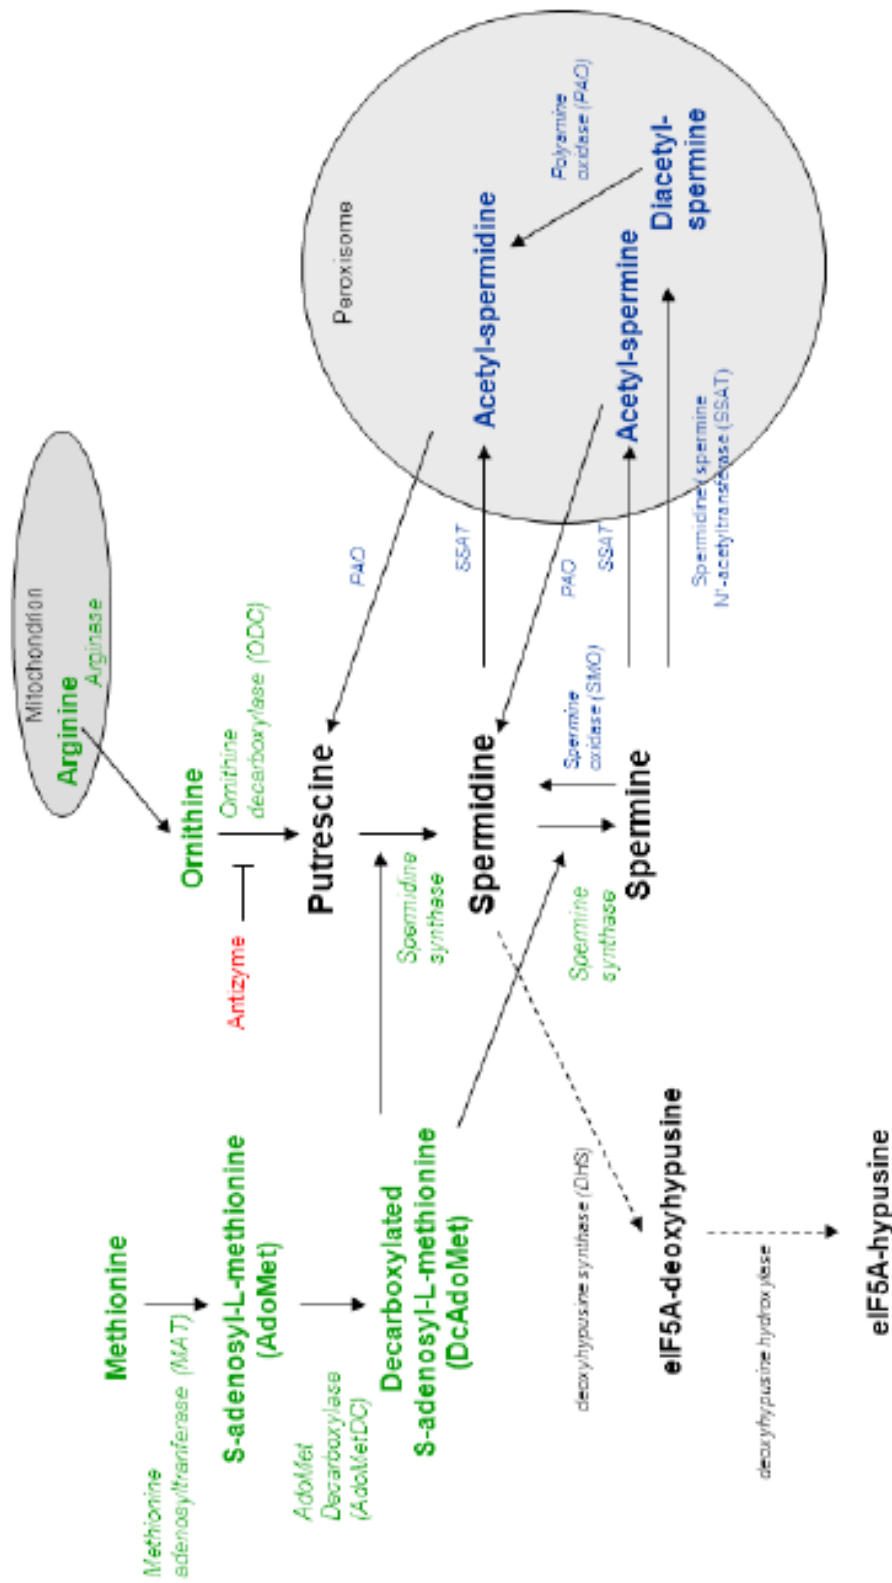 Mitochondrion
Arginine
Arginase
Methionine
Methionine
adenosyltranferase (MAT)
Ornithine
Ornithine
decarboxylase (ODC)
Antizyme
S-adenosyl-L-methionine
(AdoMet)
AdoMet
Decarboxylase
(AdoMetDC)
Putrescine
PAO
Peroxisome
Decarboxylated
S-adenosyl-L-methionine
(DcAdoMet)
Spermidine
synthase
Spermidine
SSAT
Acetyl-spermidine
Polyamine
oxidase (PAO)
PAO
Spermine
synthase
Spermine
oxidase (SMO)
SSAT
Acetyl-spermine
Diacetyl-
spermine
Spermine
Spermidine/spermine
N¹-acetyltransferase (SSAT)
deoxyhypusine synthase (DHS)
eIF5A-deoxyhypusine
deoxyhypusine hydroxylase
eIF5A-hypusine